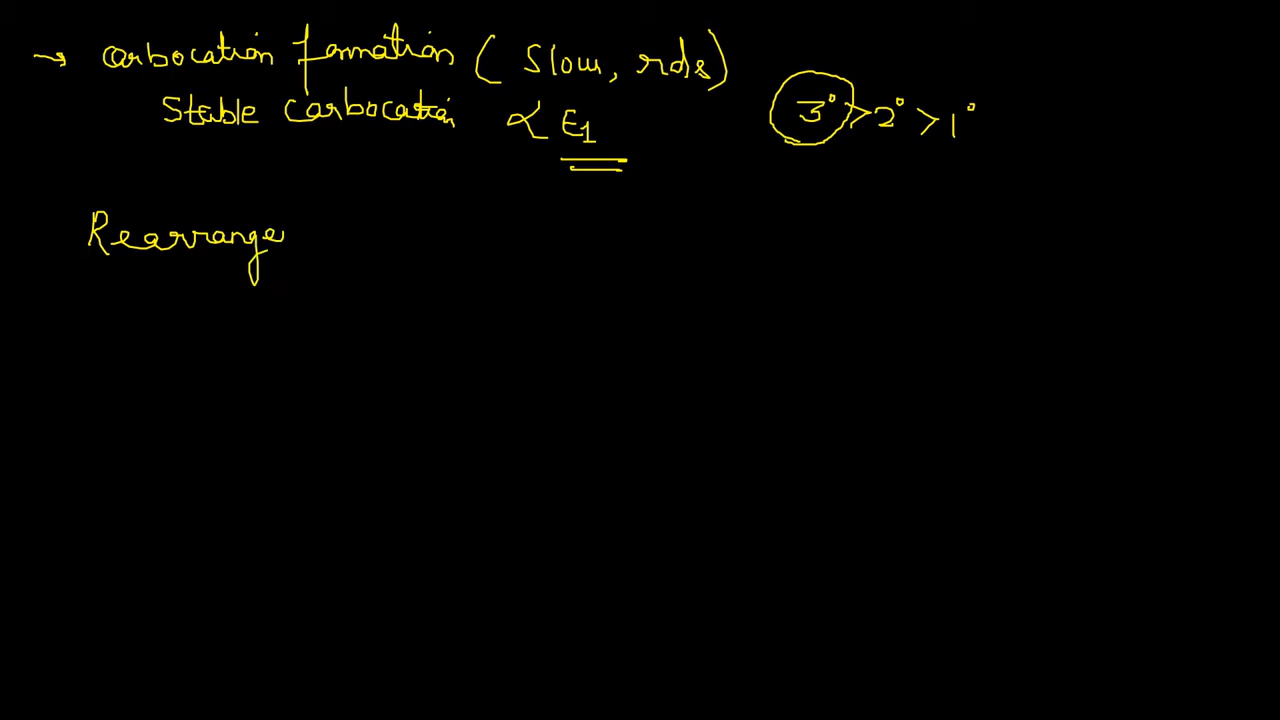 → carbocation formation (slow, rds)
Stable carbocation ∝ E1 3° > 2° > 1°
Rearrange